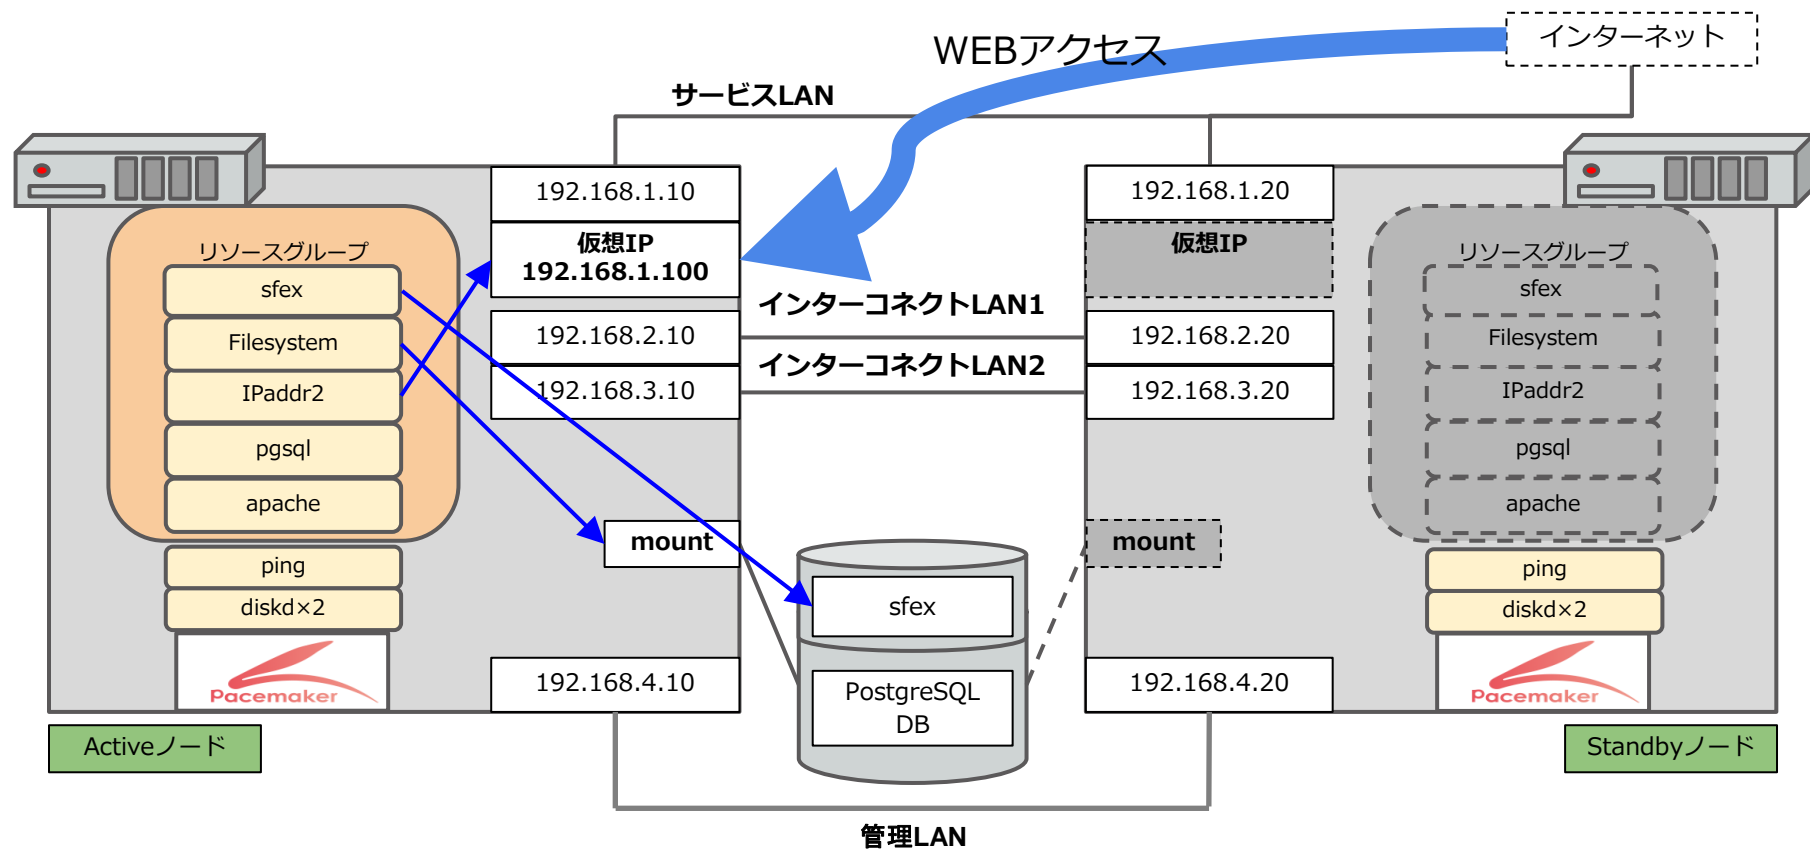 インターネット
WEBアクセス
サービスLAN
192.168.1.10
仮想IP
192.168.1.100
192.168.2.10
192.168.3.10
mount
192.168.4.10
リソースグループ
sfex
Filesystem
IPaddr2
pgsql
apache
ping
diskd×2
Pacemaker
Activeノード
インターコネクトLAN1
インターコネクトLAN2
sfex
PostgreSQL
DB
管理LAN
192.168.1.20
仮想IP
192.168.2.20
192.168.3.20
mount
192.168.4.20
リソースグループ
sfex
Filesystem
IPaddr2
pgsql
apache
ping
diskd×2
Pacemaker
Standbyノード